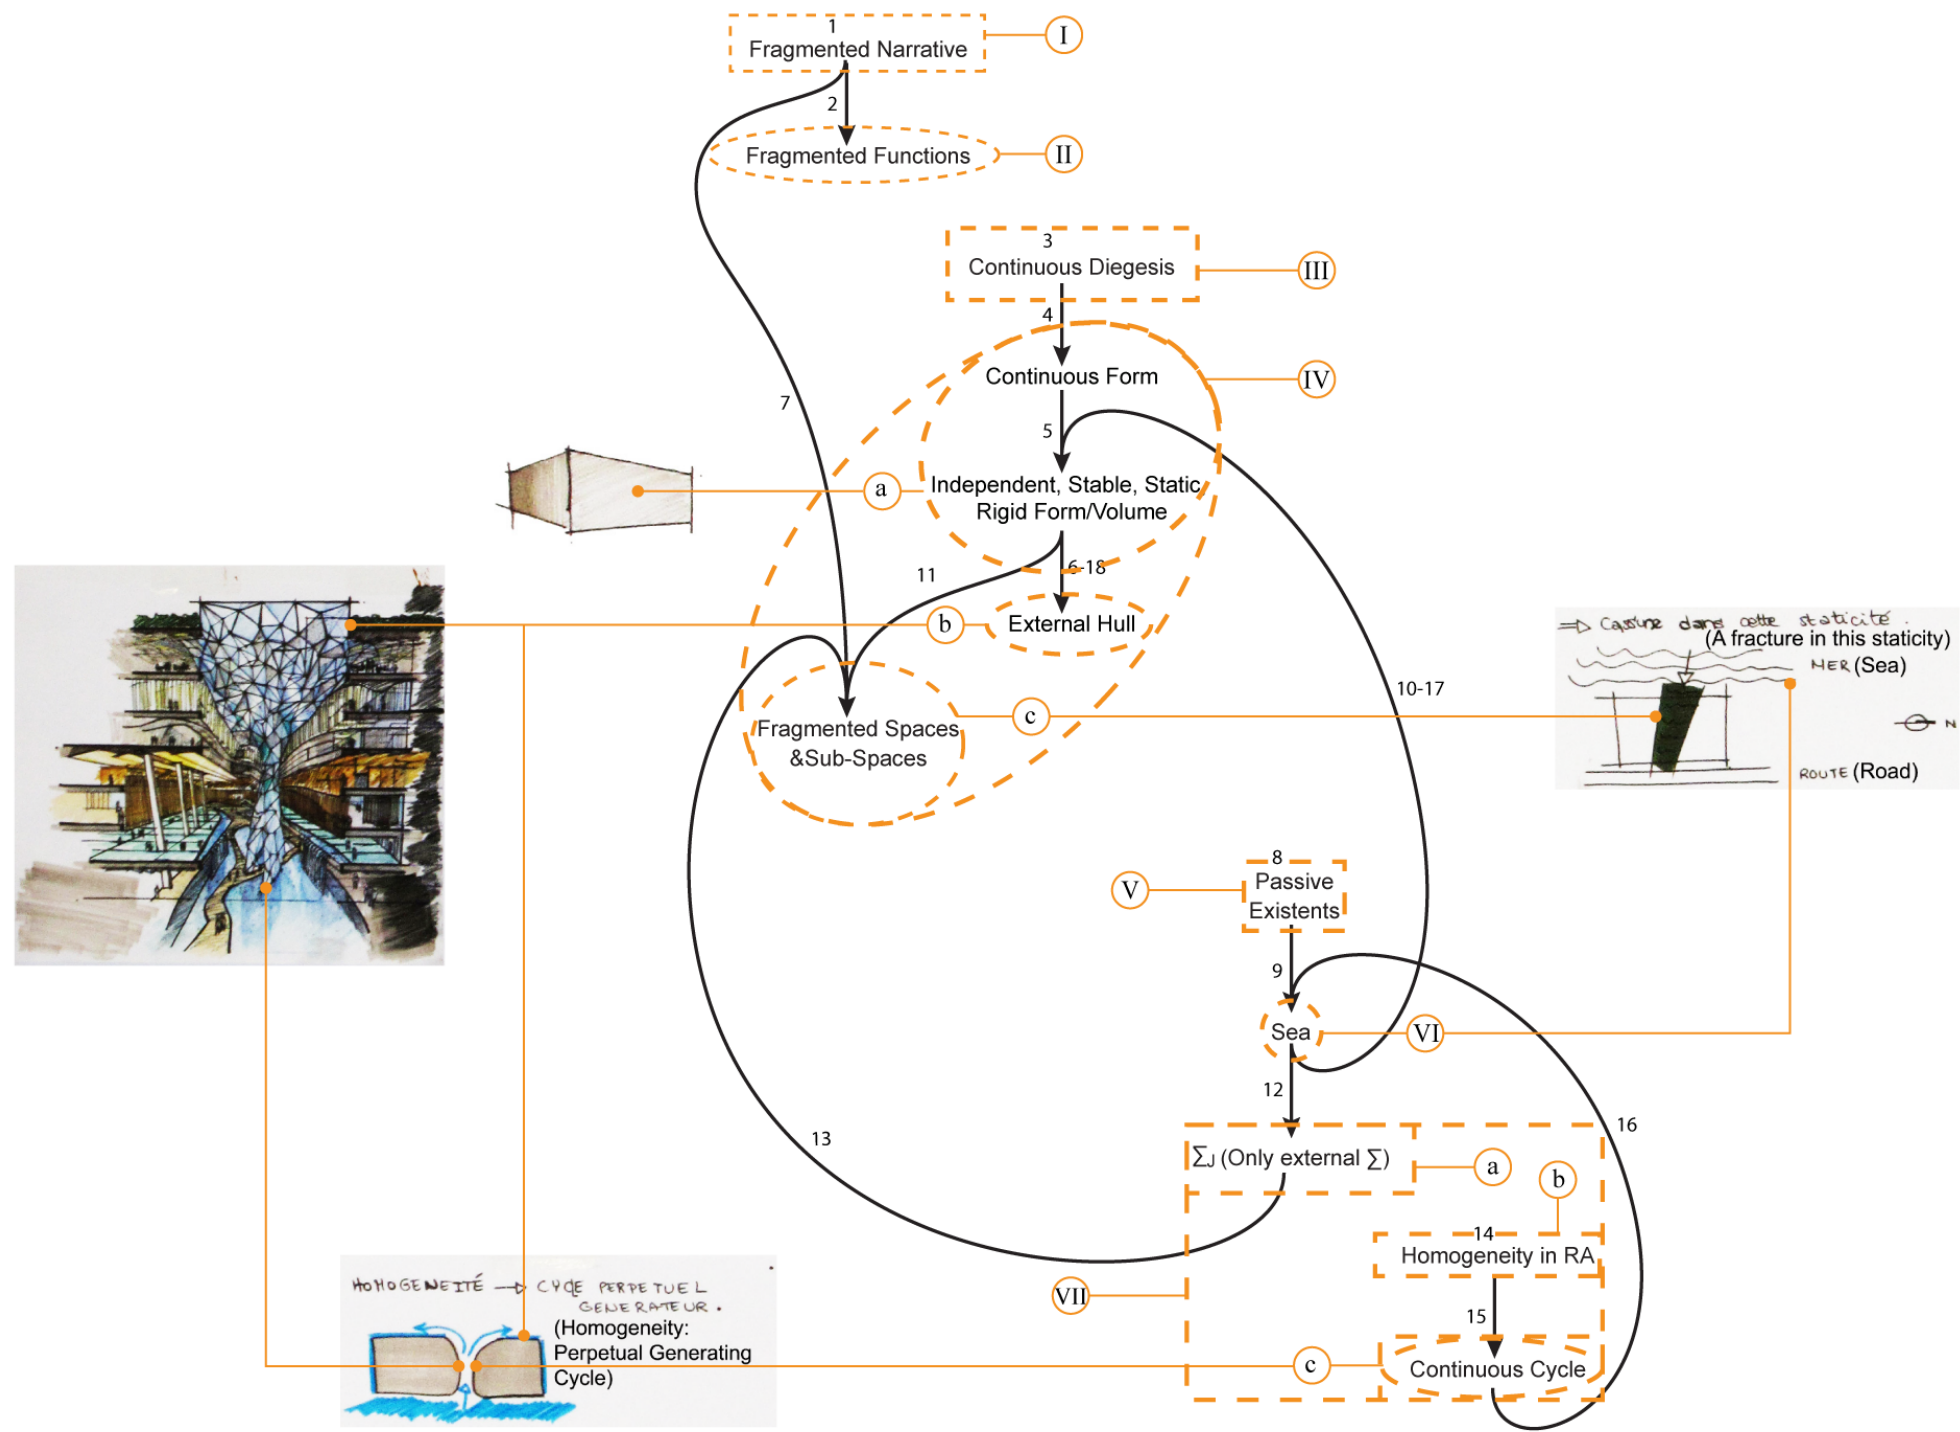 1
Fragmented Narrative
I
2
Fragmented Functions
II
3
Continuous Diegesis
III
4
Continuous Form
IV
7
5
a
Independent, Stable, Static
Rigid Form/Volume
11
6-18
b
External Hull
10-17
c
Fragmented Spaces
&Sub-Spaces
dans cette staticité.
(A fracture in this staticity)
MER (Sea)
N
ROUTE (Road)
8
V
Passive
Existents
9
Sea
VI
12
13
16
∑J (Only external ∑)
a
b
14
Homogeneity in RA
VII
15
c
Continuous Cycle
HOMOGENEITÉ → CYCLE PERPETUEL
GENERATEUR.
(Homogeneity:
Perpetual Generating
Cycle)